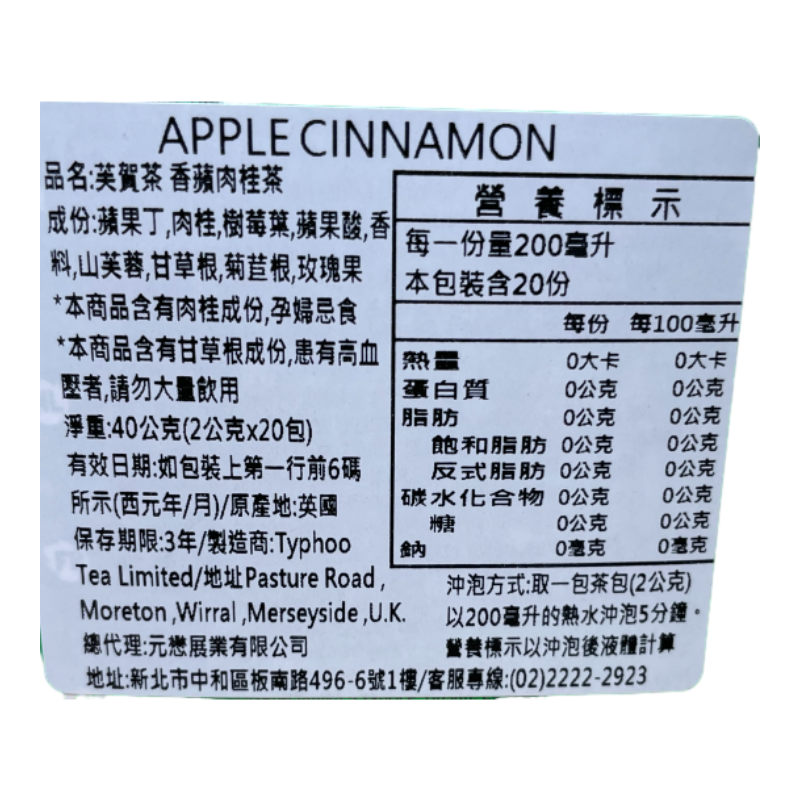 APPLE CINNAMON
品名:芙賀茶 香蘋肉桂茶
成份:蘋果丁,肉桂,樹莓葉,蘋果酸,香
料,山芙蓉,甘草根,菊苣根,玫瑰果
*本商品含有肉桂成份,孕婦忌食
*本商品含有甘草根成份,患有高血
壓者,請勿大量飲用
淨重:40公克(2公克x20包)
有效日期:如包裝上第一行前6碼
所示(西元年/月)/原產地:英國
保存期限:3年/製造商:Typhoo
Tea Limited/地址Pasture Road ,
Moreton ,Wirral ,Merseyside ,U.K.
總代理:元懋展業有限公司
地址:新北市中和區板南路496-6號1樓/客服專線:(02)2222-2923
營養標示
每一份量200毫升
本包裝含20份
每份 每100毫升
熱量 0大卡 0大卡
蛋白質 0公克 0公克
脂肪 0公克 0公克
飽和脂肪 0公克 0公克
反式脂肪 0公克 0公克
碳水化合物 0公克 0公克
糖 0公克 0公克
鈉 0毫克 0毫克
沖泡方式:取一包茶包(2公克)
以200毫升的熱水沖泡5分鐘。
營養標示以沖泡後液體計算